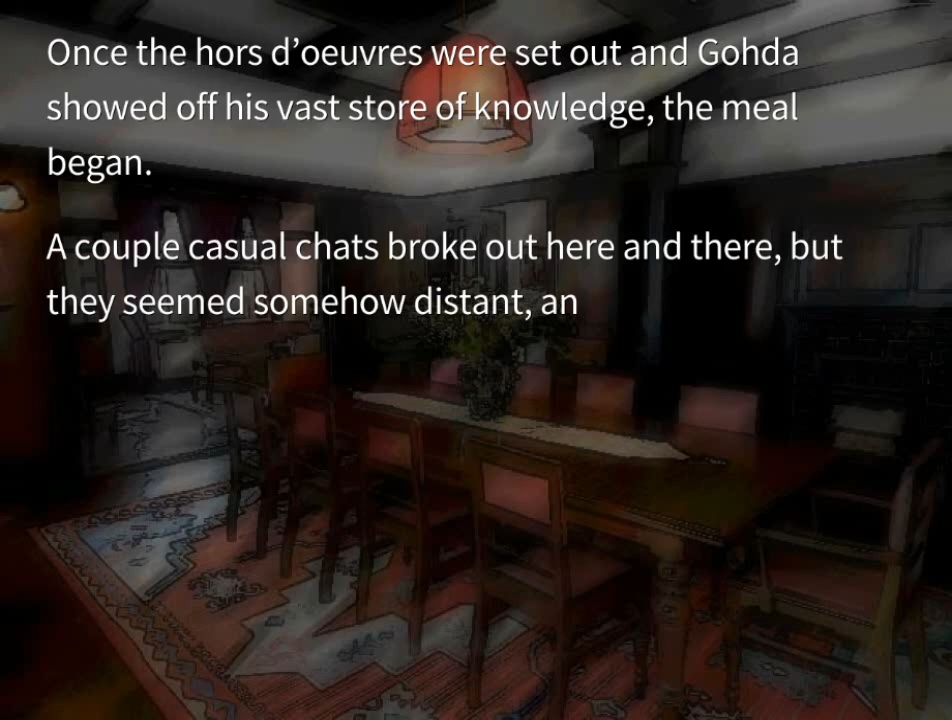 Once the hors d’oeuvres were set out and Gohda
showed off his vast store of knowledge, the meal
began.
A couple casual chats broke out here and there, but
they seemed somehow distant, an